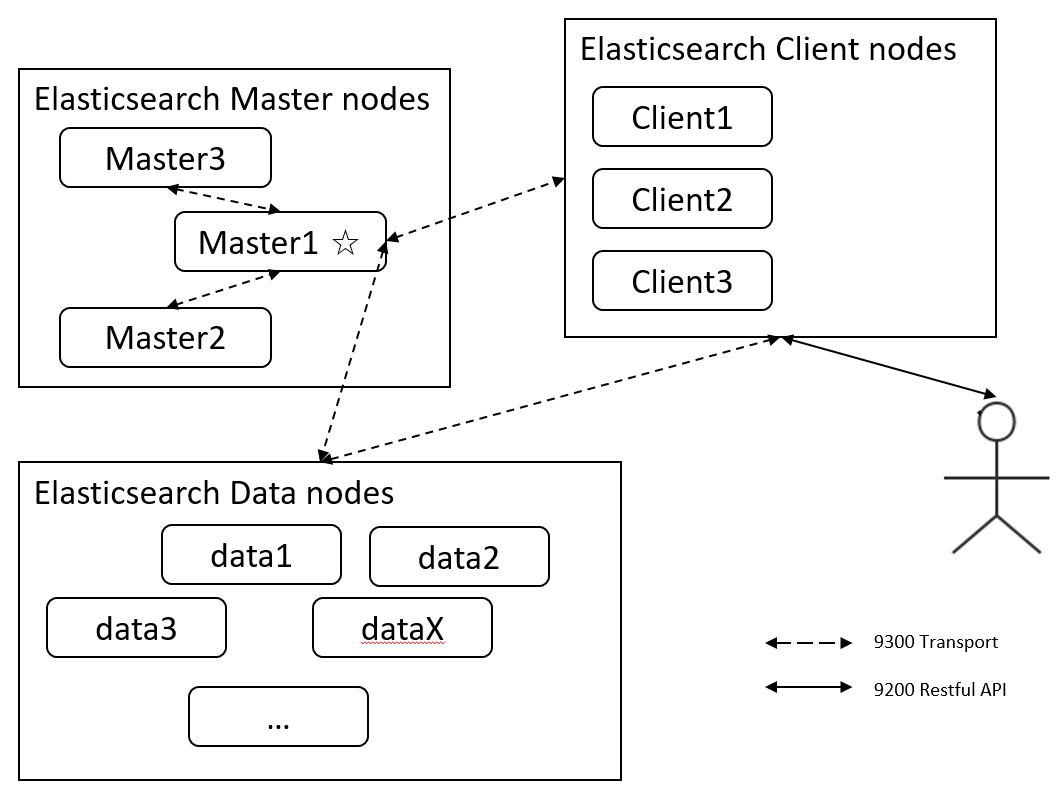 Elasticsearch Client nodes
Client1
Client2
Client3
Elasticsearch Master nodes
Master3
Master1 ☆
Master2
Elasticsearch Data nodes
data1
data2
data3
dataX
...
9300 Transport
9200 Restful API